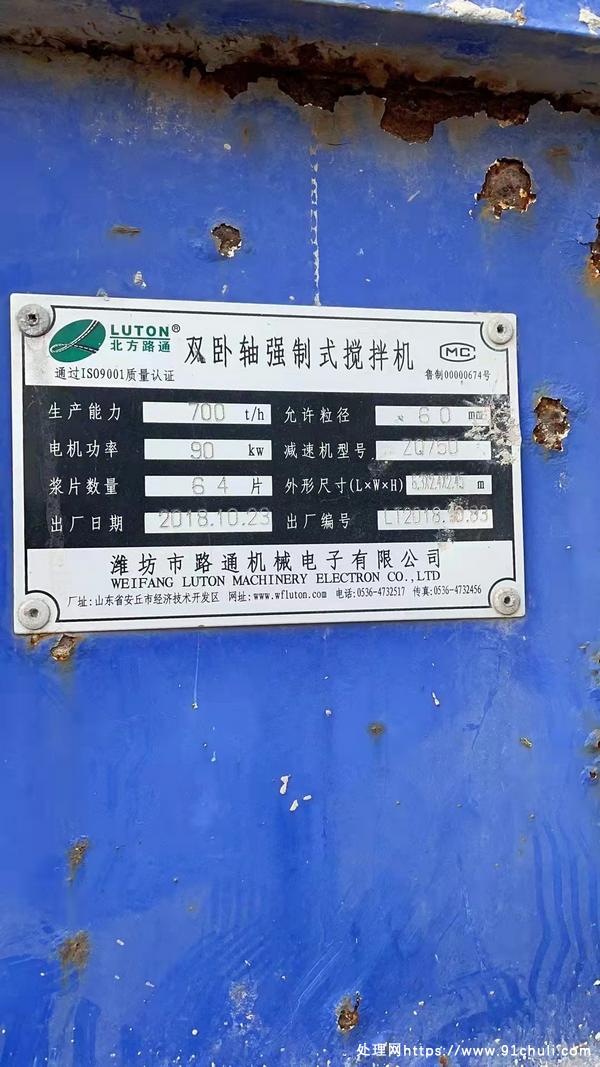 LUTON®
北方路通
双卧轴强制式搅拌机
MC
通过ISO9001质量认证
鲁制00000674号
生产能力 700 t/h 允许粒径 60 mm
电机功率 90 kw 减速机型号 ZQ750
浆片数量 64 片 外形尺寸(L×W×H) 6.3X2.4X2.45 m
出厂日期 2018.10.23 出厂编号 LT2018.
潍坊市路通机械电子有限公司
WEIFANG LUTON MACHINERY ELECTRON CO.,LTD
厂址:山东省安丘市经济技术开发区 网址:www.wfluton.com 电话:0536-4732517 传真:0536-4732456
处理网https://www.91chuli.com